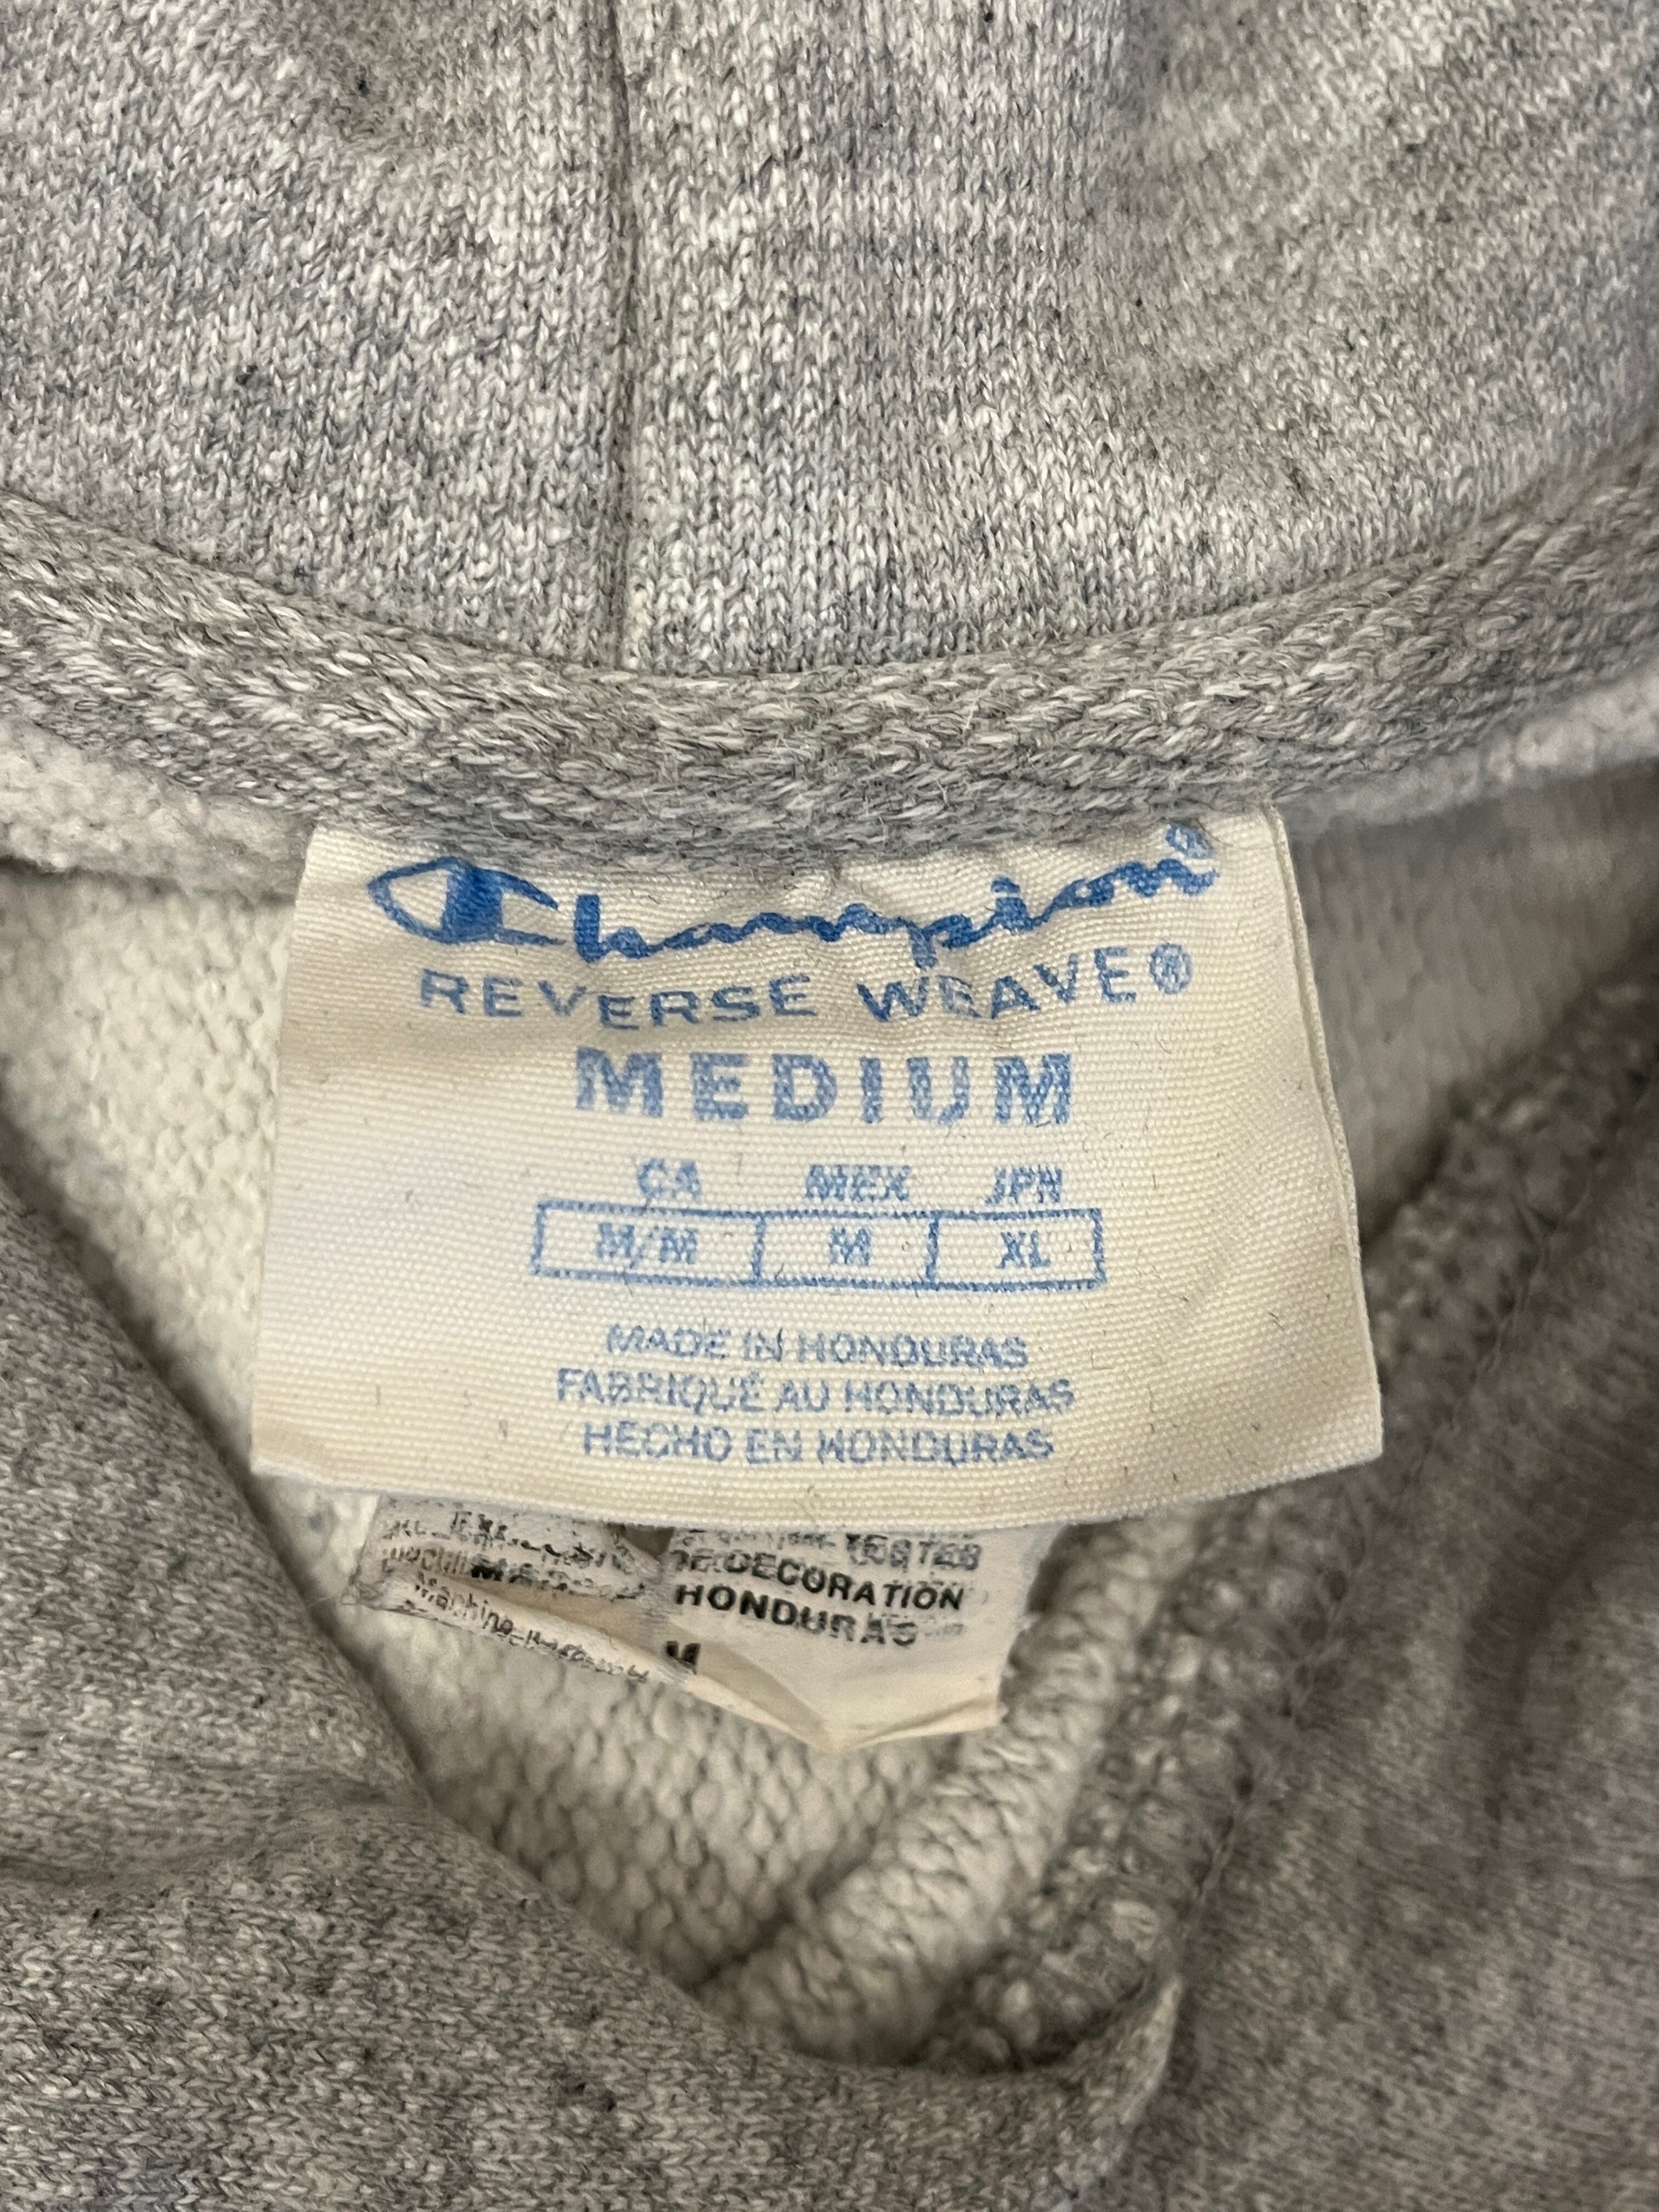 Champion®
REVERSE WEAVE®
MEDIUM
CA MEX JPN
M/M M XL
MADE IN HONDURAS
FABRIQUÉ AU HONDURAS
HECHO EN HONDURAS
DECORATION
HONDURAS
M